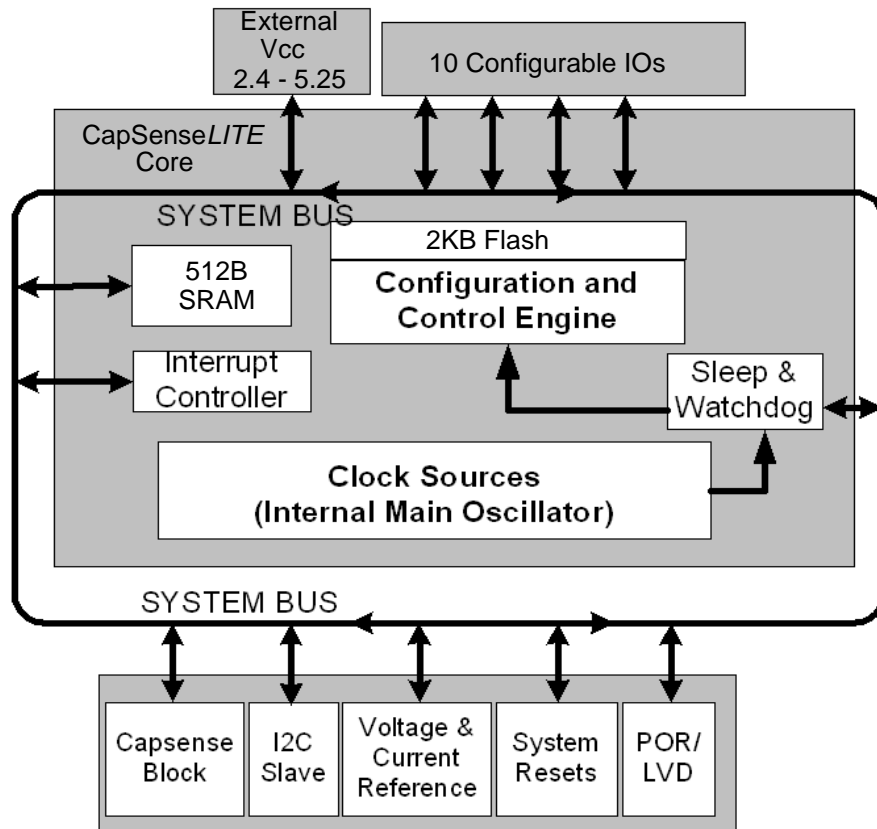 External
Vcc
2.4 - 5.25
10 Configurable IOs
CapSenseLITE
Core
SYSTEM BUS
2KB Flash
Configuration and
Control Engine
512B
SRAM
Interrupt
Controller
Sleep &
Watchdog
Clock Sources
(Internal Main Oscillator)
SYSTEM BUS
Capsense
Block
I2C
Slave
Voltage &
Current
Reference
System
Resets
POR/
LVD